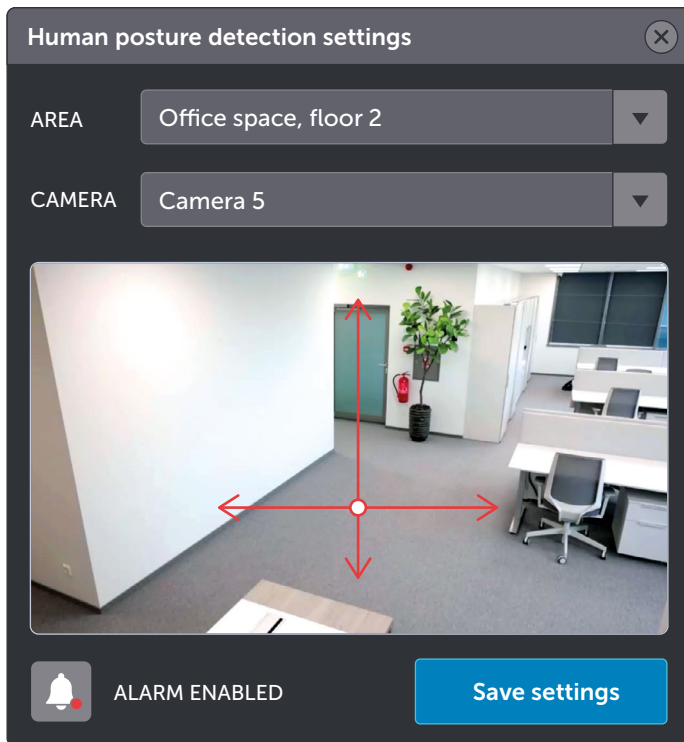 Human posture detection settings
AREA
Office space, floor 2
CAMERA
Camera 5
ALARM ENABLED
Save settings